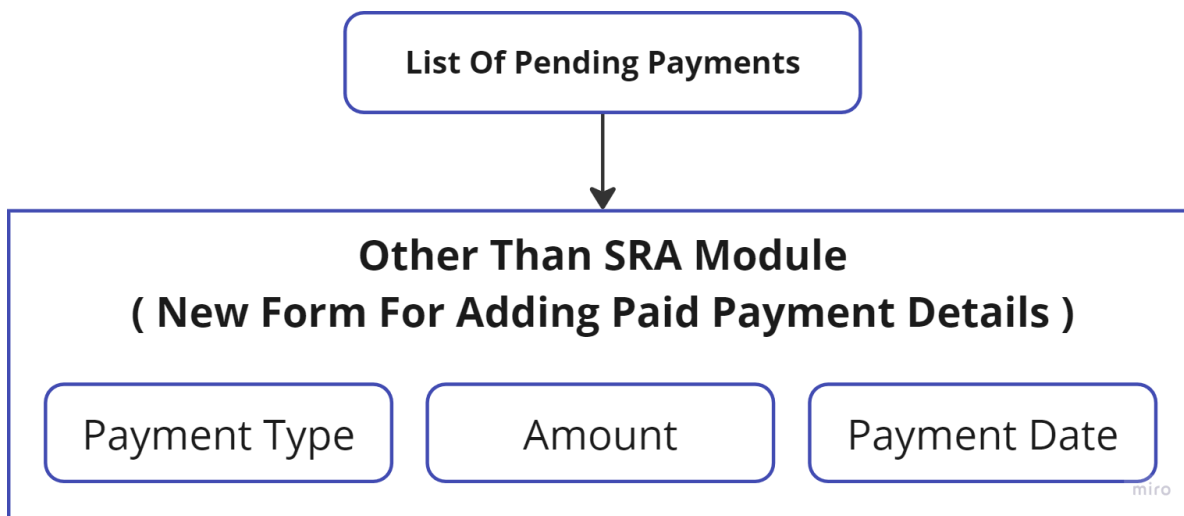 List Of Pending Payments
Other Than SRA Module
( New Form For Adding Paid Payment Details )
Payment Type
Amount
Payment Date
miro